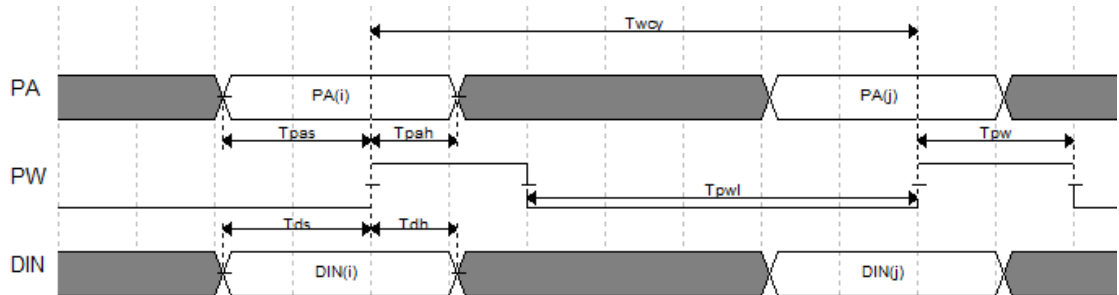 Twcy
PA PA(i) PA(j)
Tpas Tpah Tpw
PW Tpwl
Tds Tdh
DIN DIN(i) DIN(j)